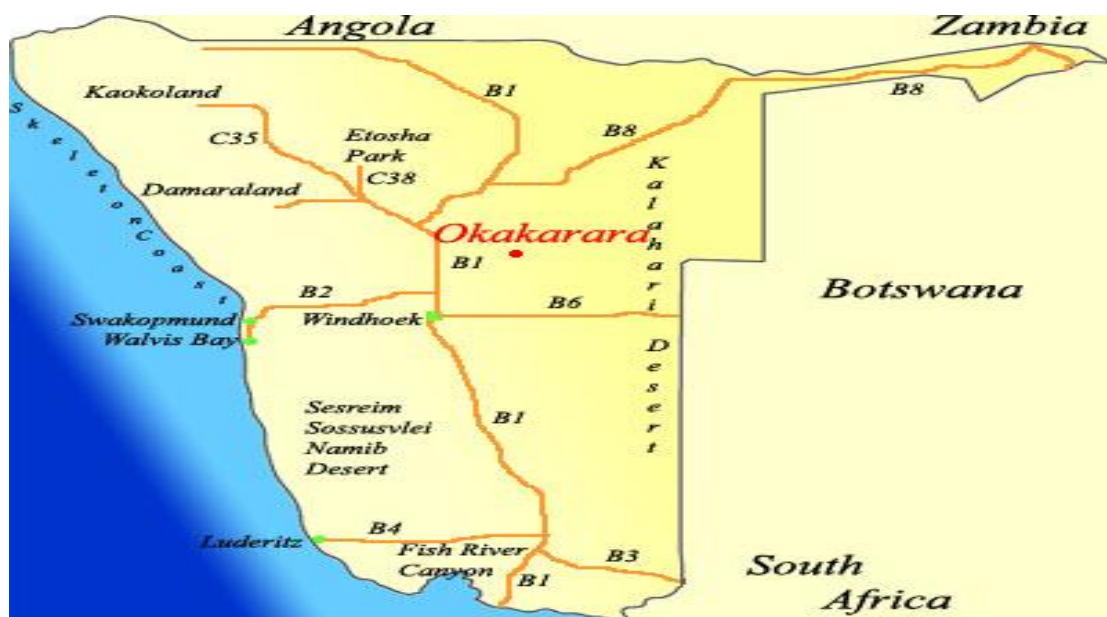 Angola
Zambia
Kaokoland
B1
B8
C35
Etosha
Park
B8
C38
Damaraland
Skeleton Coast
Kalahari Desert
Okakarara
B1
B2
B6
Botswana
Swakopmund
Windhoek
Walvis Bay
Sesreim
Sossusvlei
Namib
Desert
B1
Luderitz
B4
Fish River
Canyon
B3
B1
South
Africa